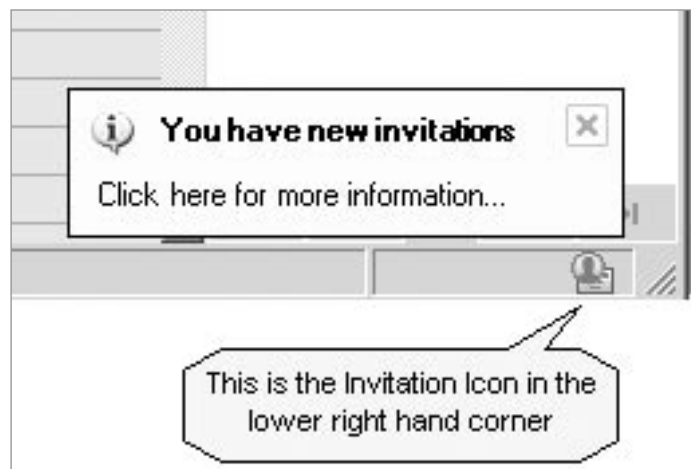 You have new invitations
Click here for more information...
This is the Invitation Icon in the
lower right hand corner